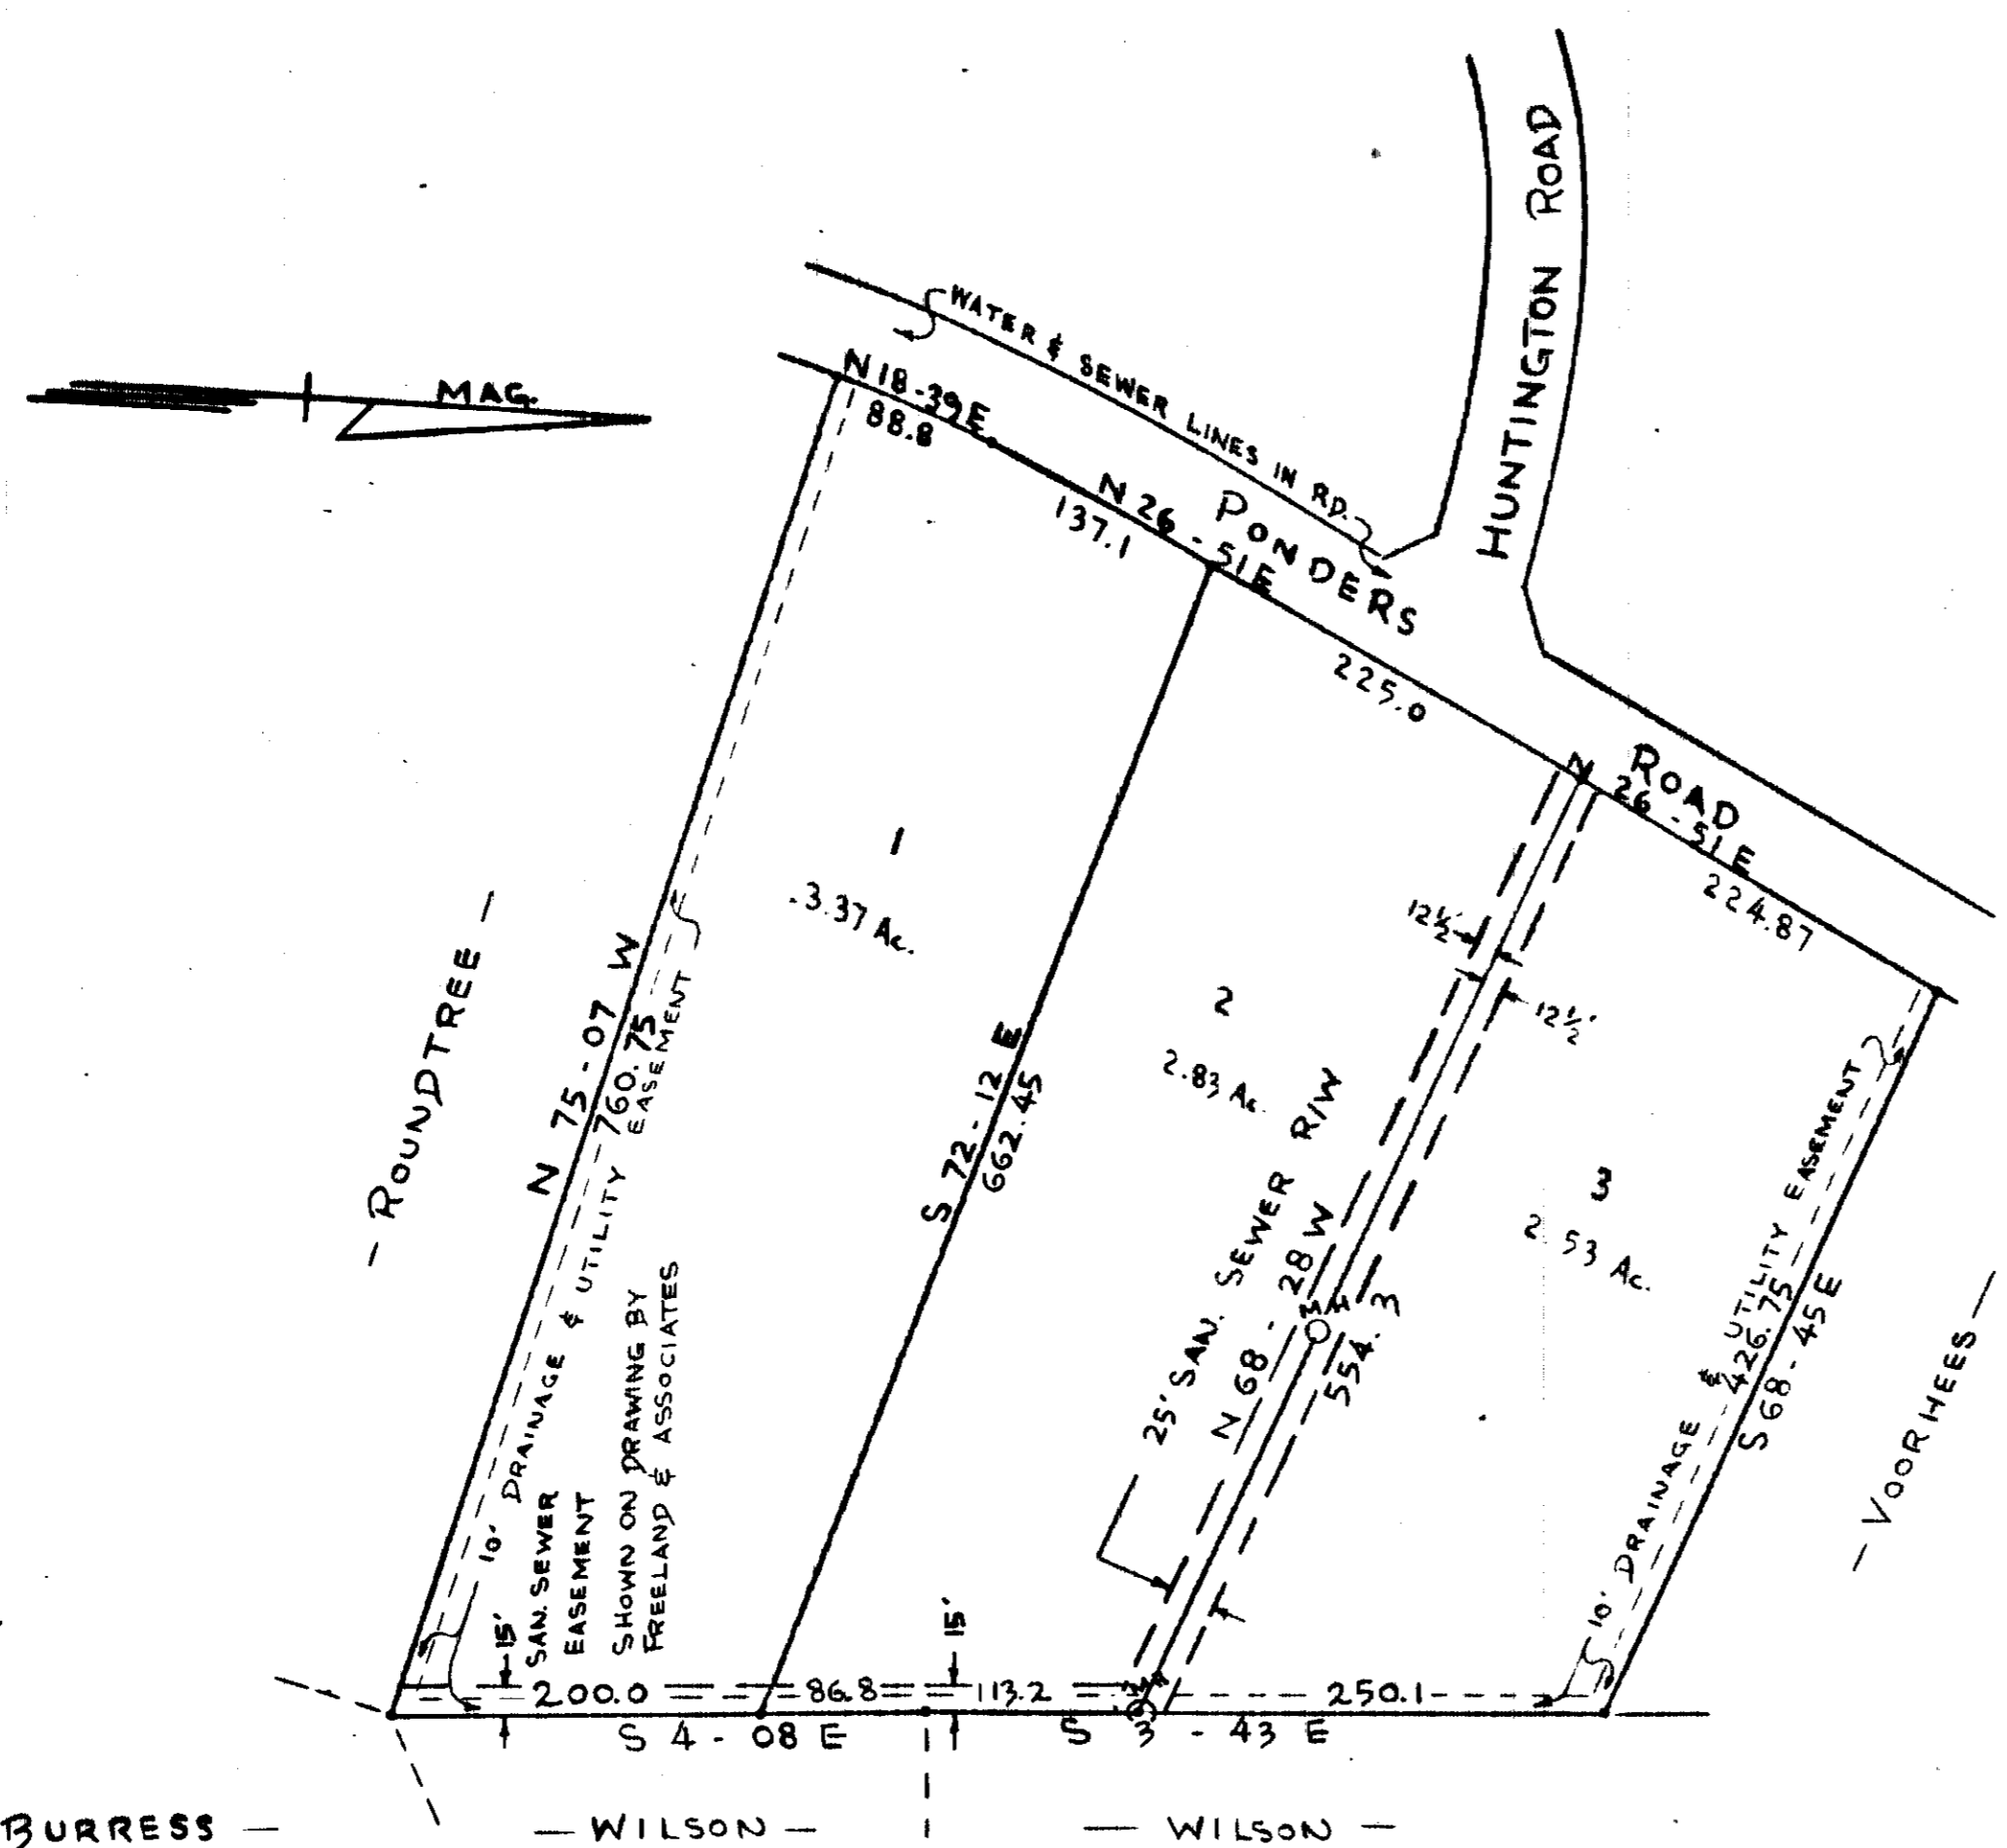 HUNTINGTON ROAD
WATER & SEWER LINES IN RD.
MAG.
N 18-39 E
88.8
N 26-51 E
137.1
PONDERS ROAD
225.0
N 26-51 E
224.87
1
3.37 Ac.
2
2.83 Ac.
3
2.53 Ac.
12½'
12½'
- ROUNDTREE -
N 75-07 W
760.75
10' DRAINAGE & UTILITY EASEMENT
S 72-12 E
662.45
25' SAN. SEWER R/W
N 68-28 W
554.3
10' DRAINAGE & UTILITY EASEMENT
426.75
S 68-45 E
- VOORHEES -
SAN. SEWER
EASEMENT
SHOWN ON DRAWING BY
FREELAND & ASSOCIATES
15'
15'
200.0
86.8
113.2
250.1
S 4-08 E
S 3-43 E
BURRESS -
- WILSON -
- WILSON -